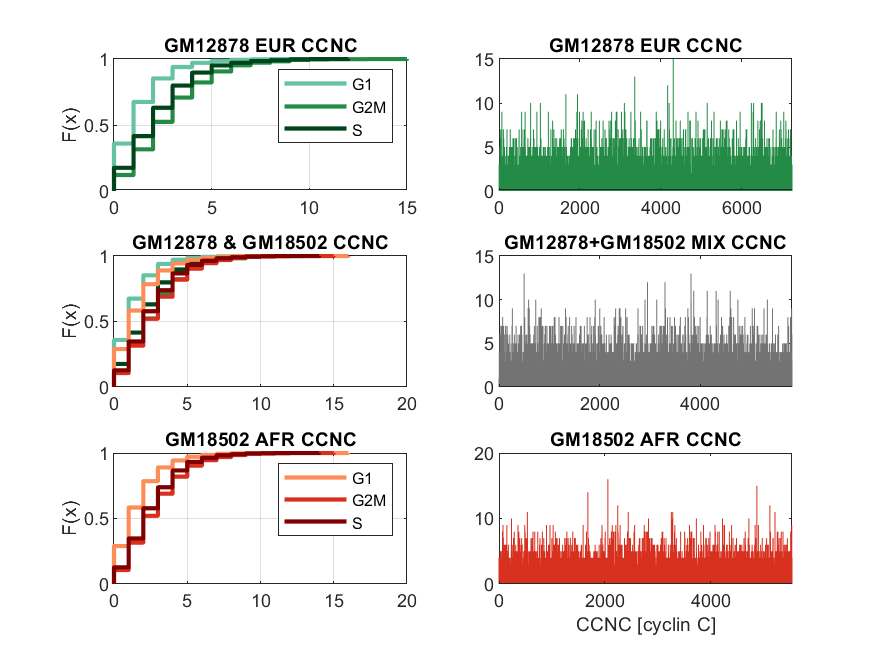 GM12878 EUR CCNC
1
0.5
0
F(x)
0
5
10
15
G1
G2M
S
GM12878 EUR CCNC
15
10
5
0
0
2000
4000
6000
GM12878 & GM18502 CCNC
1
0.5
0
F(x)
0
5
10
15
20
GM12878+GM18502 MIX CCNC
15
10
5
0
0
2000
4000
GM18502 AFR CCNC
1
0.5
0
F(x)
0
5
10
15
20
G1
G2M
S
GM18502 AFR CCNC
20
10
0
0
2000
4000
CCNC [cyclin C]